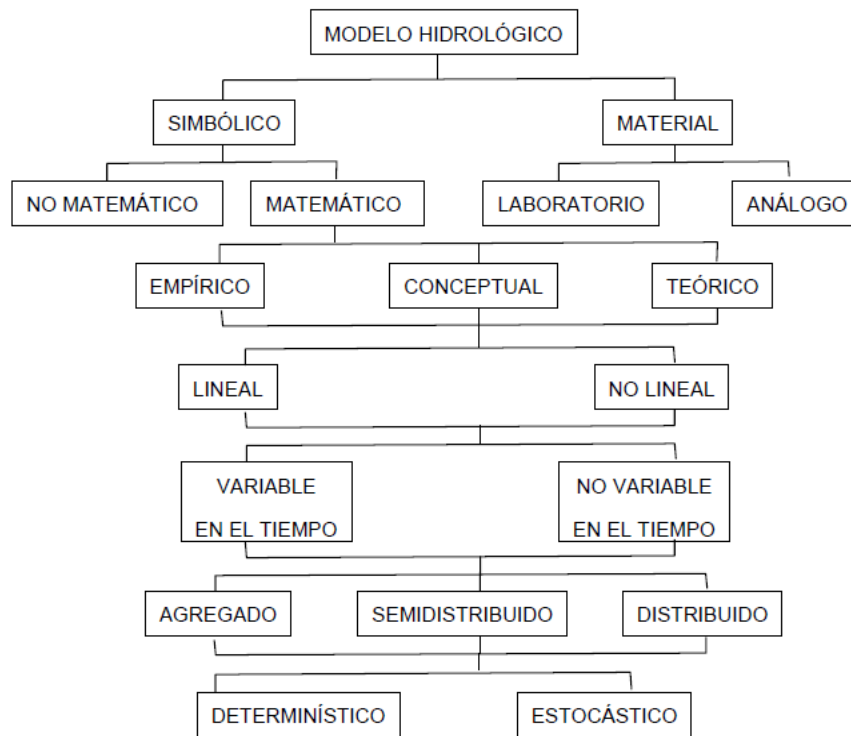 MODELO HIDROLÓGICO
SIMBÓLICO
MATERIAL
NO MATEMÁTICO
MATEMÁTICO
LABORATORIO
ANÁLOGO
EMPÍRICO
CONCEPTUAL
TEÓRICO
LINEAL
NO LINEAL
VARIABLE
EN EL TIEMPO
NO VARIABLE
EN EL TIEMPO
AGREGADO
SEMIDISTRIBUIDO
DISTRIBUIDO
DETERMINÍSTICO
ESTOCÁSTICO